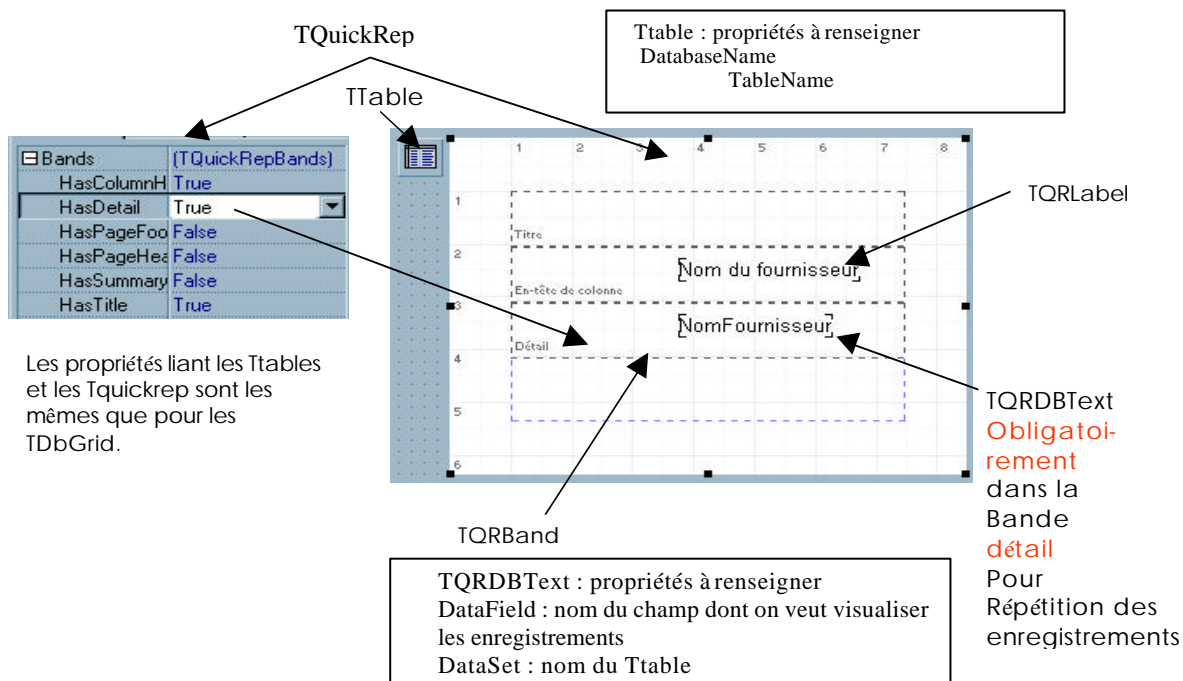 TQuickRep
Ttable : propriétés à renseigner
DatabaseName
TableName
TTable
Bands (TQuickRepBands)
HasColumnH True
HasDetail True
HasPageFoo False
HasPageHea False
HasSummary False
HasTitle True
1 2 3 4 5 6 7 8
1
Titre
2
Nom du fournisseur
En-tête de colonne
3
NomFournisseur
Détail
4
5
6
TQRLabel
Les propriétés liant les Ttables
et les Tquickrep sont les
mêmes que pour les
TDbGrid.
TQRDBText
Obligatoi-
rement
dans la
Bande
détail
Pour
Répétition des
enregistrements
TQRBand
TQRDBText : propriétés à renseigner
DataField : nom du champ dont on veut visualiser
les enregistrements
DataSet : nom du Ttable